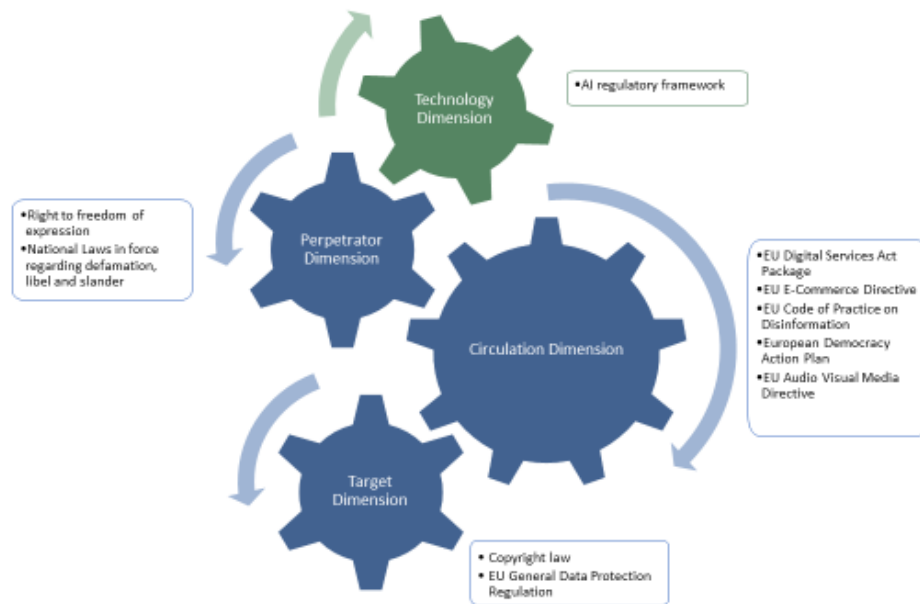 Technology
Dimension
•AI regulatory framework
Perpetrator
Dimension
•Right to freedom of
expression
•National Laws in force
regarding defamation,
libel and slander
Circulation Dimension
•EU Digital Services Act
Package
•EU E-Commerce Directive
•EU Code of Practice on
Disinformation
•European Democracy
Action Plan
•EU Audio Visual Media
Directive
Target
Dimension
• Copyright law
• EU General Data Protection
Regulation